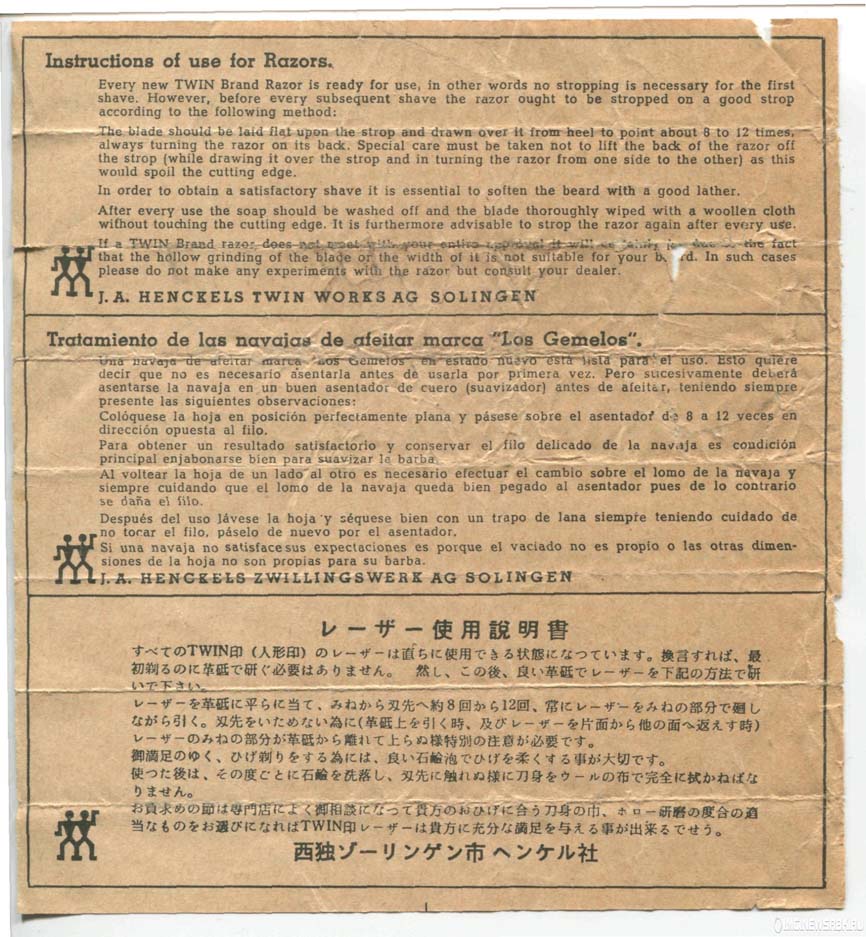 Instructions of use for Razors.
Every new TWIN Brand Razor is ready for use, in other words no stropping is necessary for the first
shave. However, before every subsequent shave the razor ought to be stropped on a good strop
according to the following method:
The blade should be laid flat upon the strop and drawn over it from heel to point about 8 to 12 times,
always turning the razor on its back. Special care must be taken not to lift the back of the razor off
the strop (while drawing it over the strop and in turning the razor from one side to the other) as this
would spoil the cutting edge.
In order to obtain a satisfactory shave it is essential to soften the beard with a good lather.
After every use the soap should be washed off and the blade thoroughly wiped with a woollen cloth
without touching the cutting edge. It is furthermore advisable to strop the razor again after every use.
If a TWIN Brand razor does not meet with your entire approval it will be due to the fact
that the hollow grinding of the blade or the width of it is not suitable for your In such cases
please do not make any experiments with the razor but consult your dealer.
J. A. HENCKELS TWIN WORKS AG SOLINGEN
Tratamiento de las navajas de afeitar marca "Los Gemelos".
Una navaja de afeitar marca "Los Gemelos" en estado nuevo está lista para el uso. Esto quiere
decir que no es necesario asentarla antes de usarla por primera vez. Pero sucesivamente deberá
asentarse la navaja en un buen asentador de cuero (suavizador) antes de afeitar, teniendo siempre
presente las siguientes observaciones:
Colóquese la hoja en posición perfectamente plana y pásese sobre el asentador de 8 a 12 veces en
dirección opuesta al filo.
Para obtener un resultado satisfactorio y conservar el filo delicado de la navaja es condición
principal enjabonarse bien para suavizar la barba.
Al voltear la hoja de un lado al otro es necesario efectuar el cambio sobre el lomo de la navaja y
siempre cuidando que el lomo de la navaja queda bien pegado al asentador pues de lo contrario
se daña el filo.
Después del uso lávese la hoja y séquese bien con un trapo de lana siempre teniendo cuidado de
no tocar el filo, páselo de nuevo por el asentador.
Si una navaja no satisface sus expectaciones es porque el vaciado no es propio o las otras dimen-
siones de la hoja no son propias para su barba.
J. A. HENCKELS ZWILLINGSWERK AG SOLINGEN
レーザー使用説明書
すべてのTWIN印（人形印）のレーザーは直ちに使用できる状態になつています。換言すれば、最
初剃るのに革砥で研ぐ必要はありません。 然し、この後、良い革砥でレーザーを下記の方法で研
いで下さい。
レーザーを革砥に平らに当て、みねから刃先へ約８回から12回、常にレーザーをみねの部分で廻し
ながら引く。刃先をいためない為に(革砥上を引く時、及びレーザーを片面から他の面へ返えす時)
レーザーのみねの部分が革砥から離れて上らぬ様特別の注意が必要です。
御満足のゆく、ひげ剃りをする為には、良い石鹼泡でひげを柔くする事が大切です。
使つた後は、その度ごとに石鹼を洗落し、刃先に触れぬ様に刀身をウールの布で完全に拭かねばな
りません。
お買求めの節は専門店によく御相談になって貴方のおひげに合う刀身の巾、ホロー研磨の度合の適
当なものをお選びになればTWIN印レーザーは貴方に充分な満足を与える事が出来るでせう。
西独ゾーリンゲン市 ヘンケル社